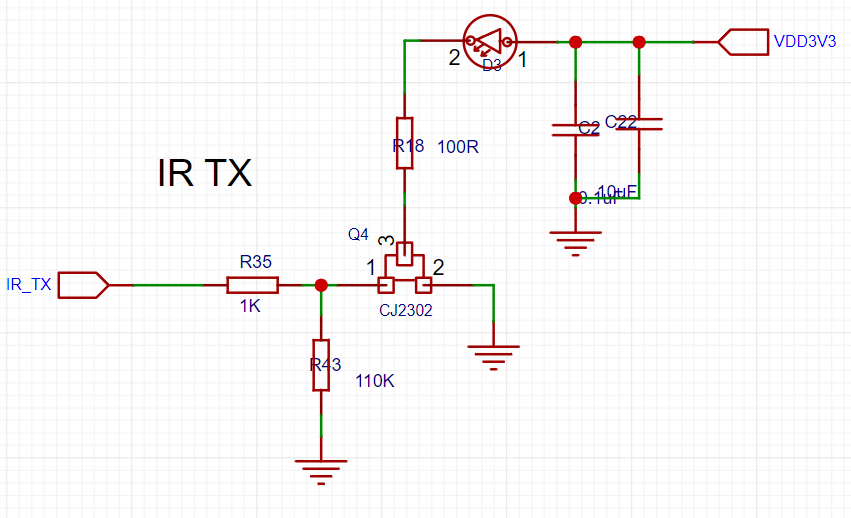 VDD3V3
2
D3
1
C2
C22
R18
100R
IR TX
10uF
0.1uF
Q4
3
R35
1
2
IR_TX
1K
CJ2302
R43
110K